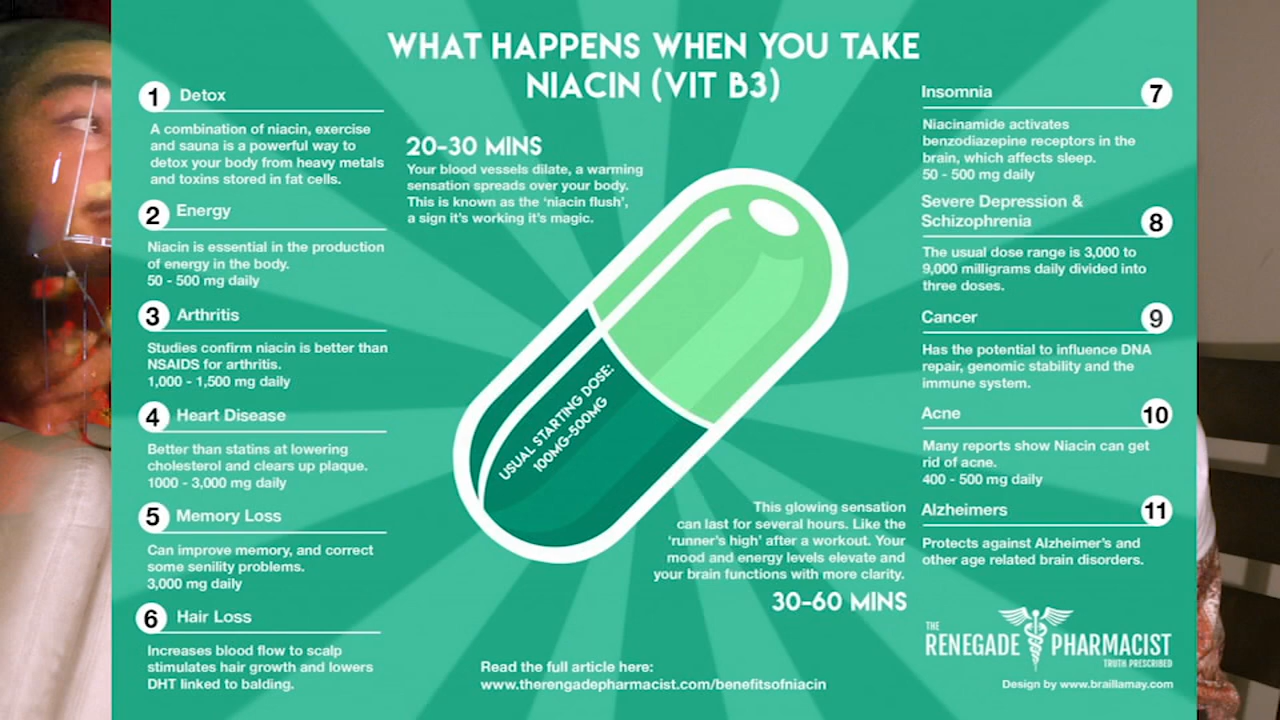 WHAT HAPPENS WHEN YOU TAKE
NIACIN (VIT B3)
1 Detox
A combination of niacin, exercise
and sauna is a powerful way to
detox your body from heavy metals
and toxins stored in fat cells.
2 Energy
Niacin is essential in the production
of energy in the body.
50 - 500 mg daily
3 Arthritis
Studies confirm niacin is better than
NSAIDS for arthritis.
1,000 - 1,500 mg daily
4 Heart Disease
Better than statins at lowering
cholesterol and clears up plaque.
1000 - 3,000 mg daily
5 Memory Loss
Can improve memory, and correct
some senility problems.
3,000 mg daily
6 Hair Loss
Increases blood flow to scalp
stimulates hair growth and lowers
DHT linked to balding.
20-30 MINS
Your blood vessels dilate, a warming
sensation spreads over your body.
This is known as the 'niacin flush',
a sign it's working it's magic.
USUAL STARTING DOSE:
100MG-500MG
This glowing sensation
can last for several hours. Like the
'runner's high' after a workout. Your
mood and energy levels elevate and
your brain functions with more clarity.
30-60 MINS
Read the full article here:
www.therengadepharmacist.com/benefitsofniacin
Insomnia 7
Niacinamide activates
benzodiazepine receptors in the
brain, which affects sleep.
50 - 500 mg daily
Severe Depression &
Schizophrenia 8
The usual dose range is 3,000 to
9,000 milligrams daily divided into
three doses.
Cancer 9
Has the potential to influence DNA
repair, genomic stability and the
immune system.
Acne 10
Many reports show Niacin can get
rid of acne.
400 - 500 mg daily
Alzheimers 11
Protects against Alzheimer's and
other age related brain disorders.
THE
RENEGADE PHARMACIST
TRUTH PRESCRIBED
Design by www.braillamay.com